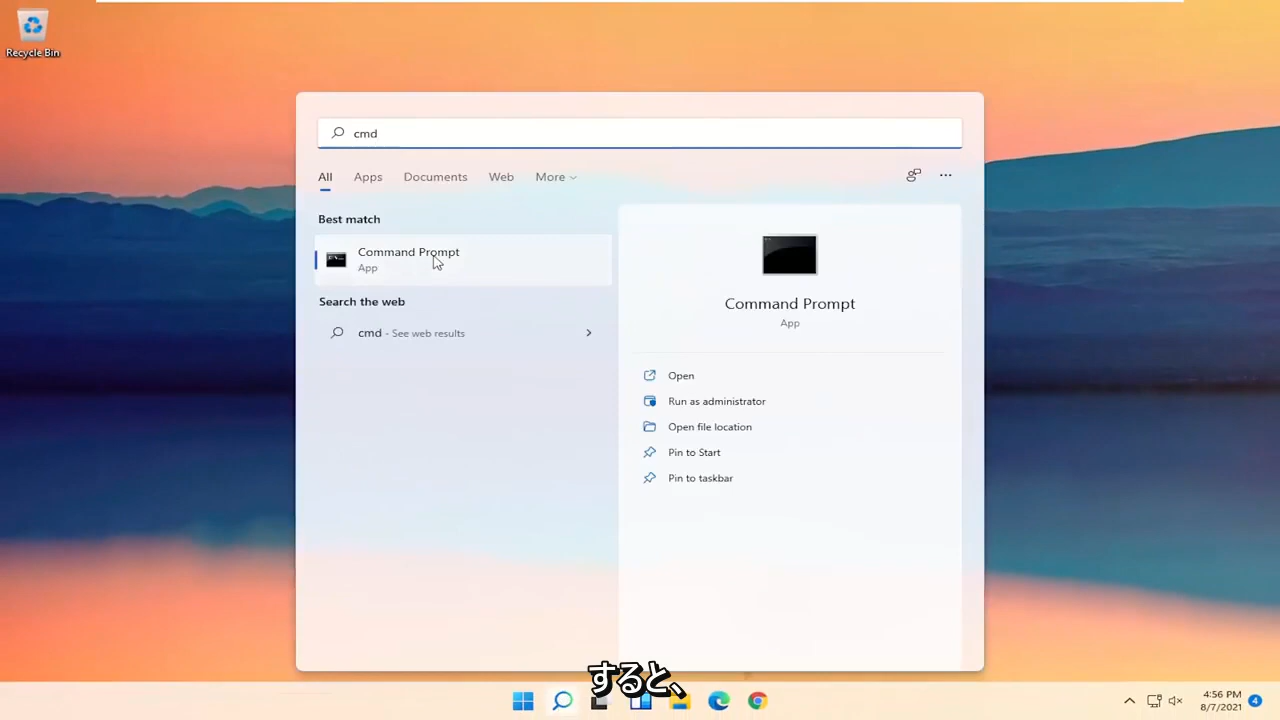 Recycle Bin
cmd
All
Apps
Documents
Web
More
Best match
Command Prompt
App
Search the web
cmd - See web results
Command Prompt
App
Open
Run as administrator
Open file location
Pin to Start
Pin to taskbar
すると、
4:56 PM
8/7/2021
4